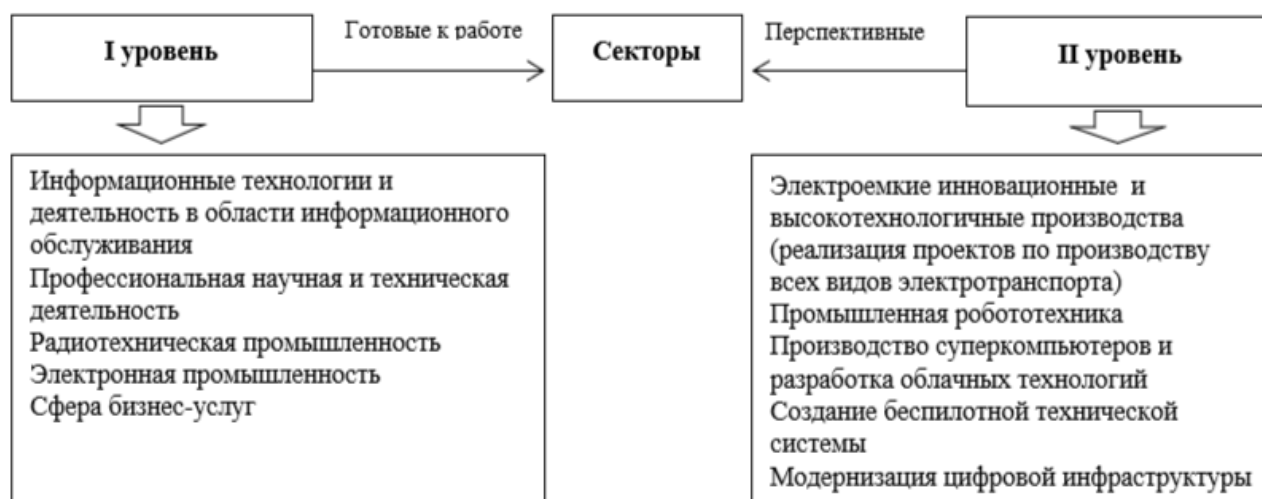 I уровень
Готовые к работе
Секторы
Перспективные
II уровень
Информационные технологии и
деятельность в области информационного
обслуживания
Профессиональная научная и техническая
деятельность
Радиотехническая промышленность
Электронная промышленность
Сфера бизнес-услуг
Электроемкие инновационные и
высокотехнологичные производства
(реализация проектов по производству
всех видов электротранспорта)
Промышленная робототехника
Производство суперкомпьютеров и
разработка облачных технологий
Создание беспилотной технической
системы
Модернизация цифровой инфраструктуры